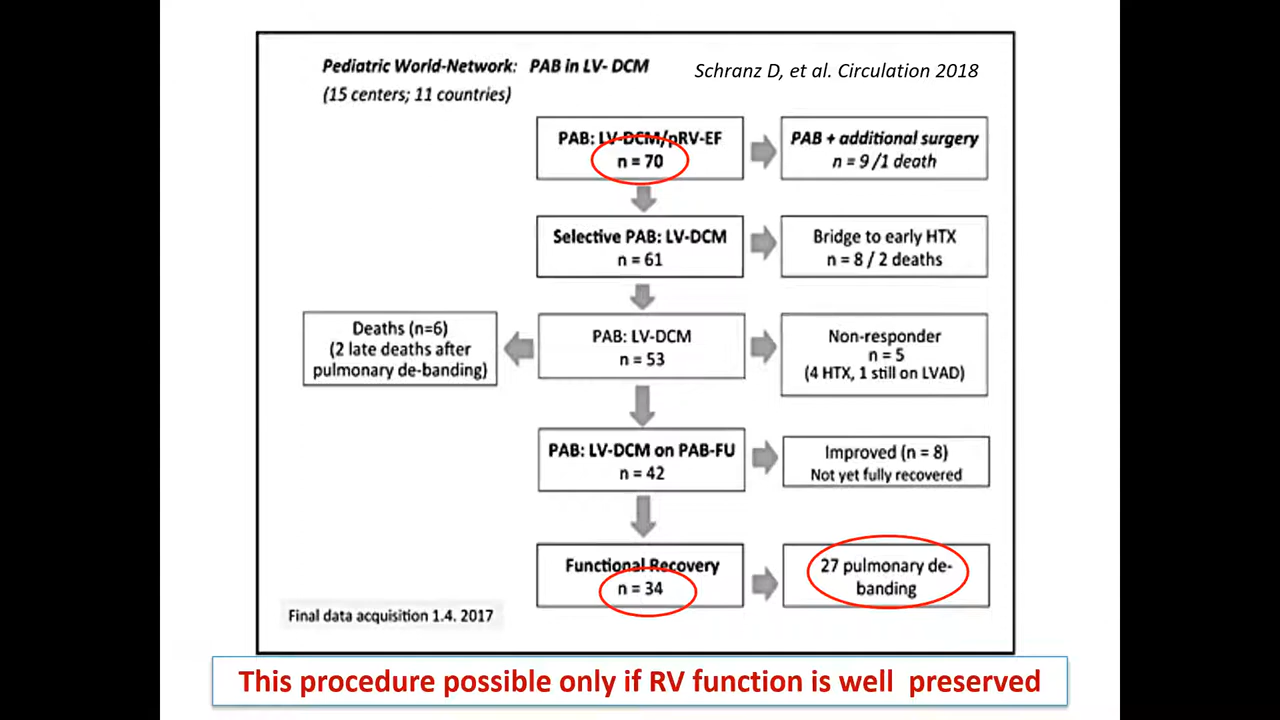 Pediatric World-Network: PAB in LV- DCM
Schranz D, et al. Circulation 2018
(15 centers; 11 countries)
PAB: LV-DCM/pRV-EF
n = 70
PAB + additional surgery
n = 9 /1 death
Selective PAB: LV-DCM
n = 61
Bridge to early HTX
n = 8 / 2 deaths
Deaths (n=6)
(2 late deaths after
pulmonary de-banding)
PAB: LV-DCM
n = 53
Non-responder
n = 5
(4 HTX, 1 still on LVAD)
PAB: LV-DCM on PAB-FU
n = 42
Improved (n = 8)
Not yet fully recovered
Functional Recovery
n = 34
27 pulmonary de-
banding
Final data acquisition 1.4. 2017
This procedure possible only if RV function is well preserved